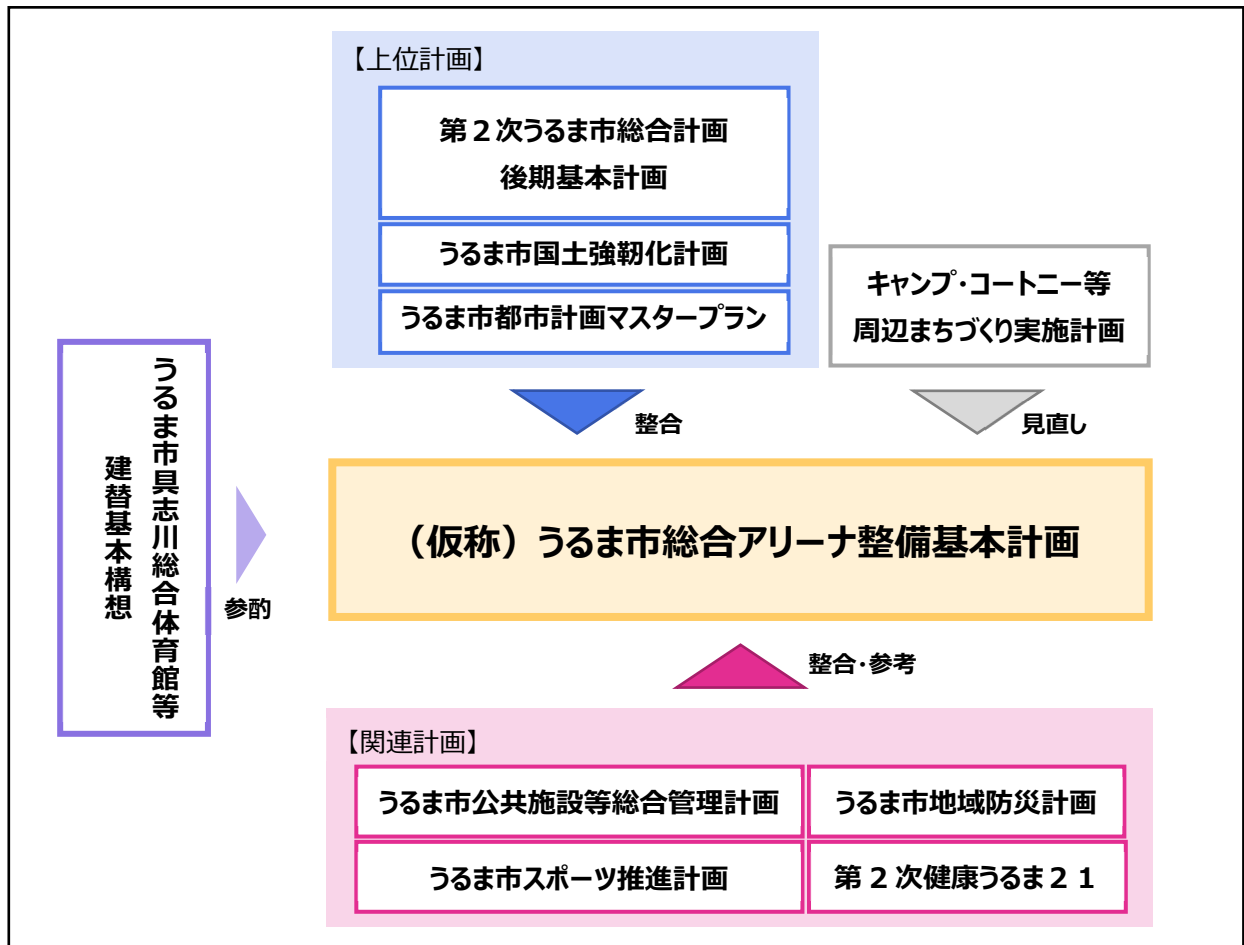 【上位計画】
第２次うるま市総合計画
後期基本計画
うるま市国土強靭化計画
うるま市都市計画マスタープラン
キャンプ・コートニー等
周辺まちづくり実施計画
整合
見直し
うるま市具志川総合体育館等
建替基本構想
参酌
（仮称）うるま市総合アリーナ整備基本計画
整合・参考
【関連計画】
うるま市公共施設等総合管理計画
うるま市地域防災計画
うるま市スポーツ推進計画
第２次健康うるま２１